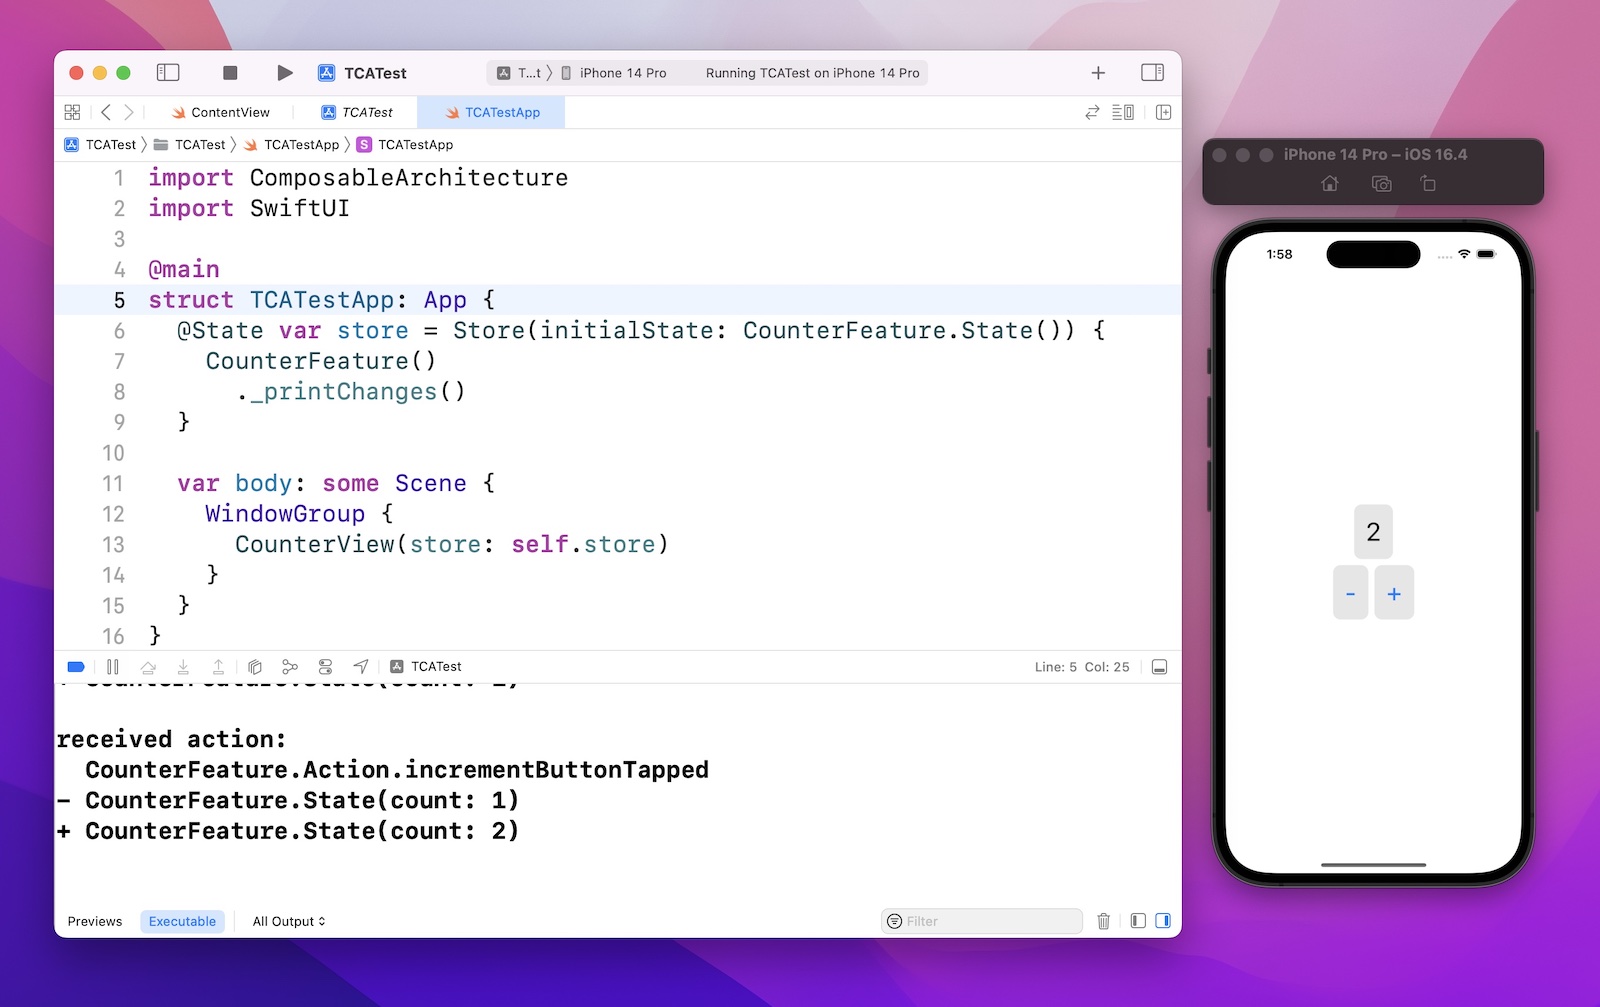 TCATest
T...t 〉 iPhone 14 Pro Running TCATest on iPhone 14 Pro
ContentView TCATest TCATestApp
TCATest 〉 TCATest 〉 TCATestApp 〉 S TCATestApp
1 import ComposableArchitecture
2 import SwiftUI
3
4 @main
5 struct TCATestApp: App {
6 @State var store = Store(initialState: CounterFeature.State()) {
7 CounterFeature()
8 ._printChanges()
9 }
10
11 var body: some Scene {
12 WindowGroup {
13 CounterView(store: self.store)
14 }
15 }
16 }
TCATest Line: 5 Col: 25
received action:
CounterFeature.Action.incrementButtonTapped
- CounterFeature.State(count: 1)
+ CounterFeature.State(count: 2)
Previews Executable All Output Filter
iPhone 14 Pro – iOS 16.4
1:58
2
- +